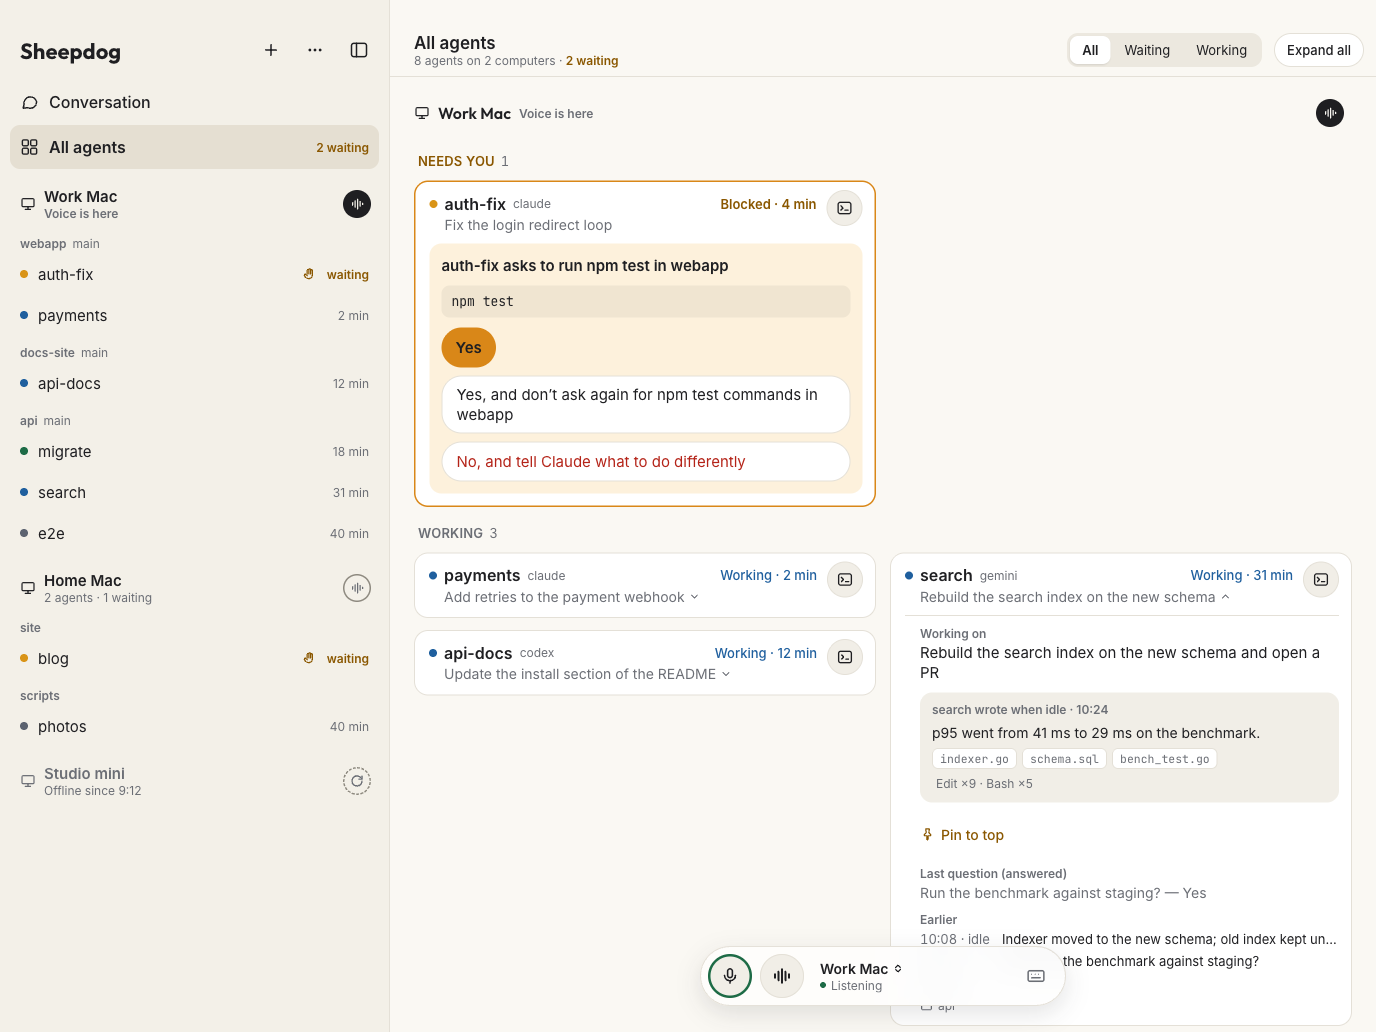 Sheepdog
Conversation
All agents
2 waiting
Work Mac
Voice is here
webapp main
auth-fix
waiting
payments
2 min
docs-site main
api-docs
12 min
api main
migrate
18 min
search
31 min
e2e
40 min
Home Mac
2 agents · 1 waiting
site
blog
waiting
scripts
photos
40 min
Studio mini
Offline since 9:12
All agents
8 agents on 2 computers · 2 waiting
All
Waiting
Working
Expand all
Work Mac Voice is here
NEEDS YOU 1
auth-fix claude
Blocked · 4 min
Fix the login redirect loop
auth-fix asks to run npm test in webapp
npm test
Yes
Yes, and don’t ask again for npm test commands in
webapp
No, and tell Claude what to do differently
WORKING 3
payments claude
Working · 2 min
Add retries to the payment webhook
api-docs codex
Working · 12 min
Update the install section of the README
search gemini
Working · 31 min
Rebuild the search index on the new schema
Working on
Rebuild the search index on the new schema and open a
PR
search wrote when idle · 10:24
p95 went from 41 ms to 29 ms on the benchmark.
indexer.go schema.sql bench_test.go
Edit ×9 · Bash ×5
Pin to top
Last question (answered)
Run the benchmark against staging? — Yes
Earlier
10:08 · idle Indexer moved to the new schema; old index kept un…
the benchmark against staging?
api
Work Mac
Listening